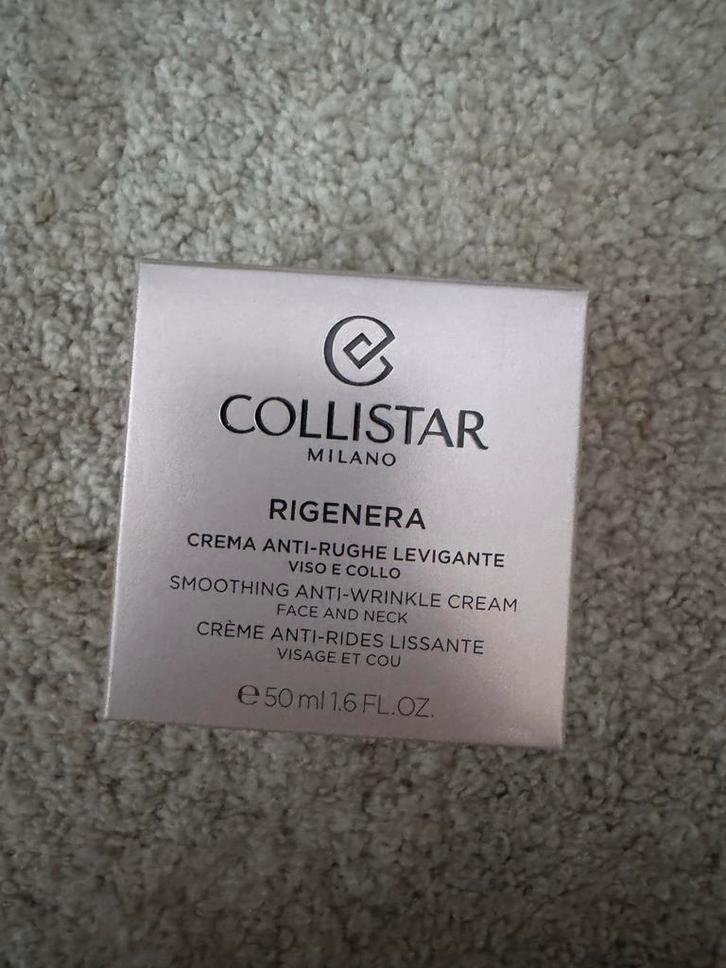 COLLISTAR
MILANO
RIGENERA
CREMA ANTI-RUGHE LEVIGANTE
VISO E COLLO
SMOOTHING ANTI-WRINKLE CREAM
FACE AND NECK
CRÈME ANTI-RIDES LISSANTE
VISAGE ET COU
℮ 50 ml 1.6 FL.OZ.